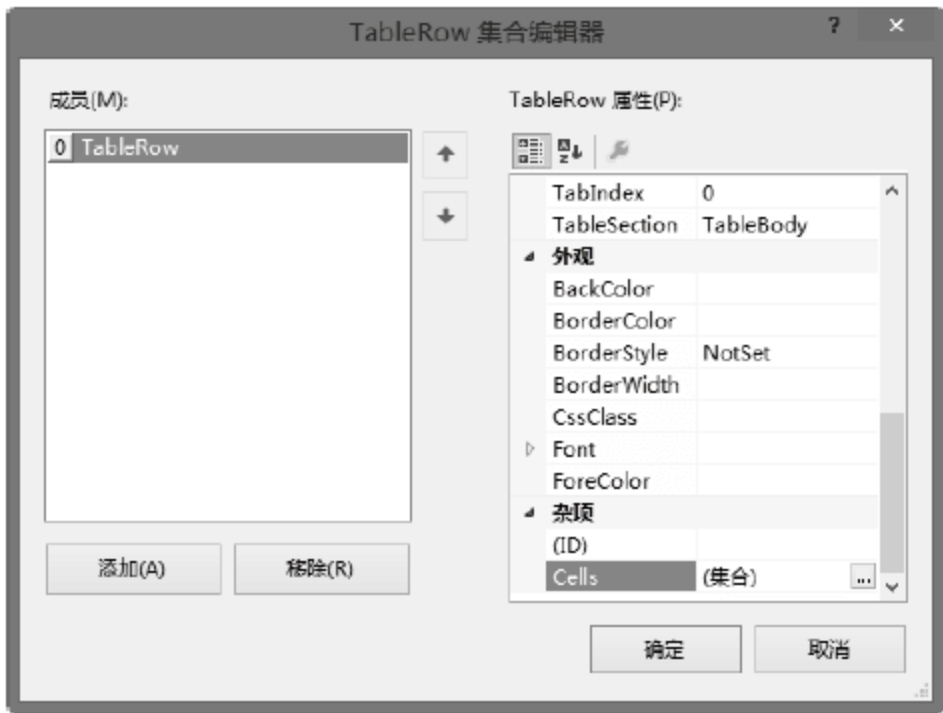 TableRow 集合编辑器
? ×
成员(M):
0 TableRow
添加(A)
移除(R)
TableRow 属性(P):
TabIndex 0
TableSection TableBody
外观
BackColor
BorderColor
BorderStyle NotSet
BorderWidth
CssClass
Font
ForeColor
杂项
(ID)
Cells (集合) ...
确定
取消